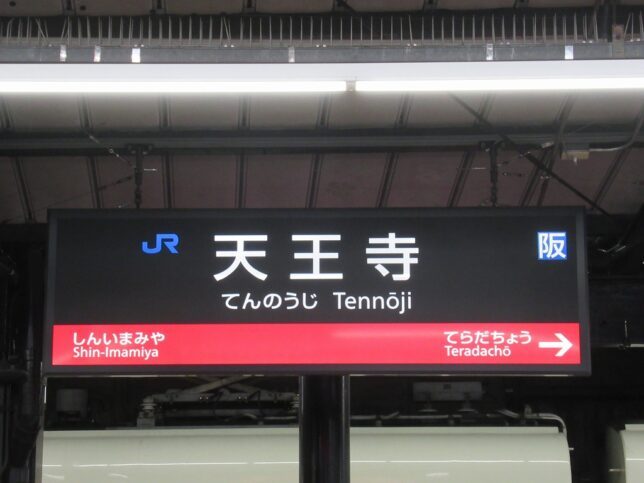 JR 天王寺 阪
てんのうじ Tennōji
しんいまみや てらだちょう
Shin-Imamiya Teradachō →